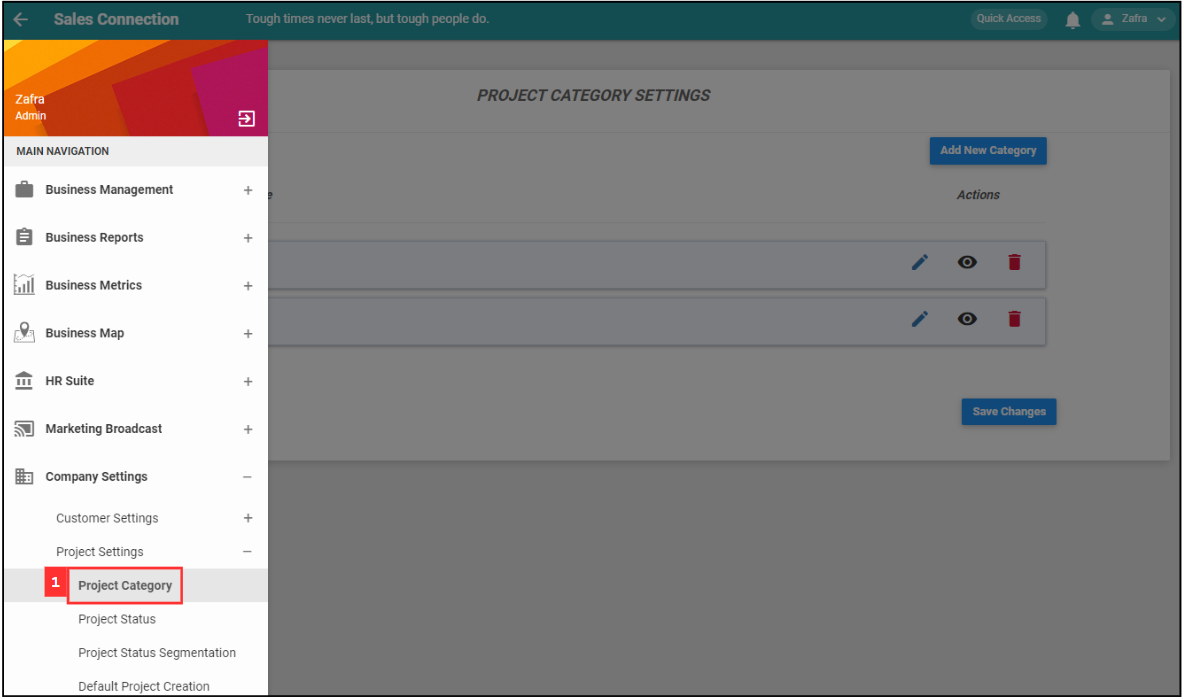 Sales Connection
Tough times never last, but tough people do.
Quick Access
Zafra
Zafra
Admin
MAIN NAVIGATION
Business Management
Business Reports
Business Metrics
Business Map
HR Suite
Marketing Broadcast
Company Settings
Customer Settings
Project Settings
1 Project Category
Project Status
Project Status Segmentation
Default Project Creation
PROJECT CATEGORY SETTINGS
Add New Category
e
Actions
Save Changes